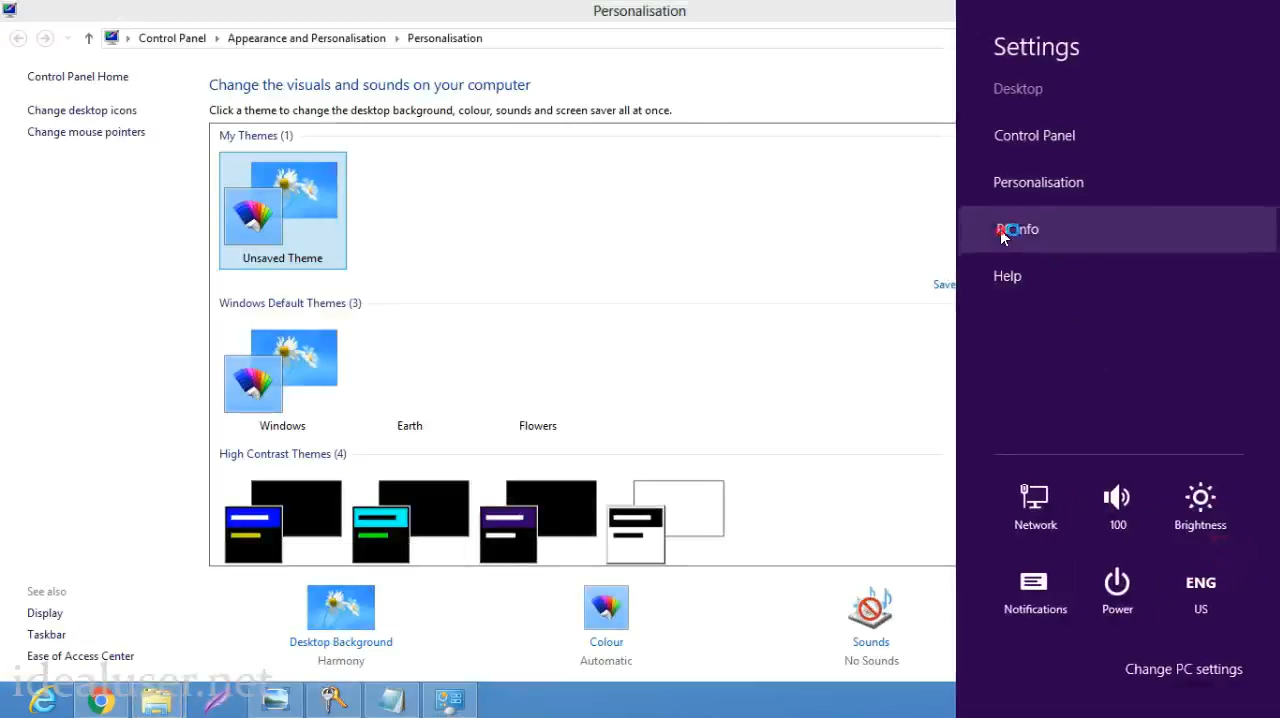 Personalisation
Control Panel Appearance and Personalisation Personalisation
Control Panel Home
Change desktop icons
Change mouse pointers
Change the visuals and sounds on your computer
Click a theme to change the desktop background, colour, sounds and screen saver all at once.
My Themes (1)
Unsaved Theme
Save
Windows Default Themes (3)
Windows
Earth
Flowers
High Contrast Themes (4)
See also
Display
Taskbar
Ease of Access Center
Desktop Background
Harmony
Colour
Automatic
Sounds
No Sounds
idealuser.net
Settings
Desktop
Control Panel
Personalisation
PC info
Help
Network
100
Brightness
Notifications
Power
ENG
US
Change PC settings